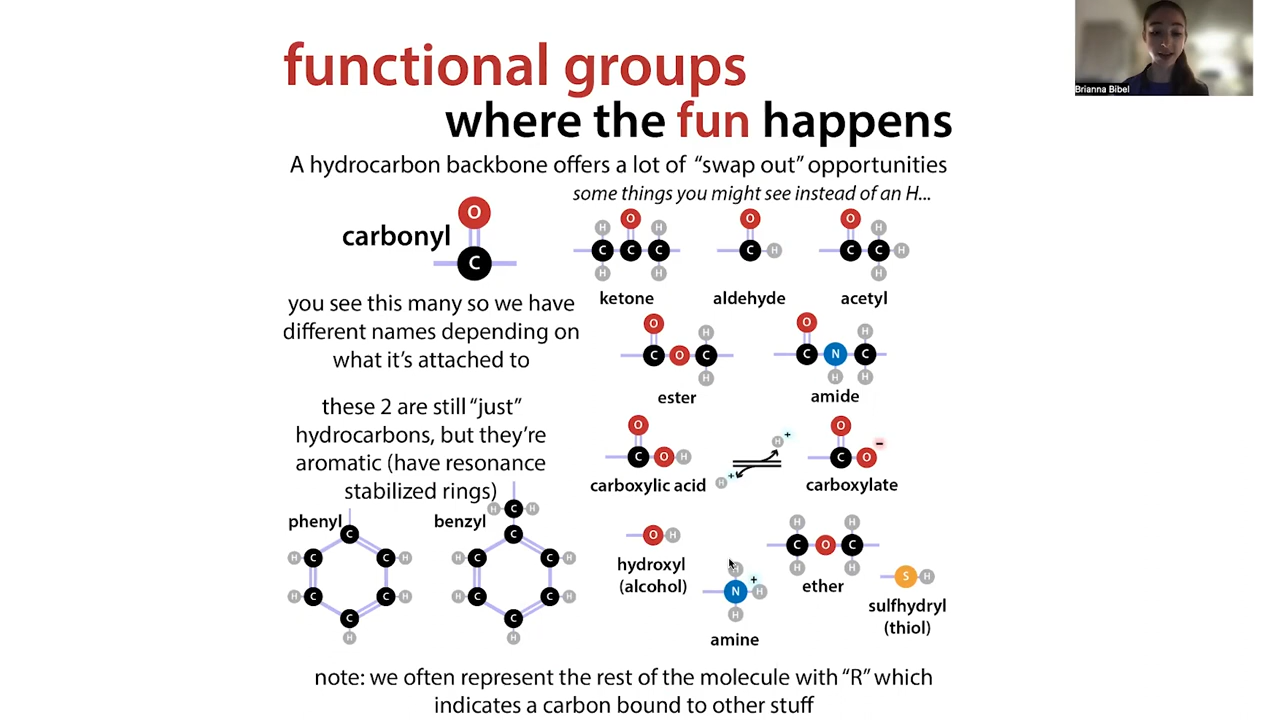 functional groups
where the fun happens
A hydrocarbon backbone offers a lot of “swap out” opportunities
some things you might see instead of an H...
carbonyl
O
C
you see this many so we have
different names depending on
what it’s attached to
H O H
C C C
H H
ketone
O
C H
aldehyde
O H
C C H
H
acetyl
O H
C O C
H
ester
O H
C N C
H H
amide
these 2 are still “just”
hydrocarbons, but they’re
aromatic (have resonance
stabilized rings)
O
C O H
carboxylic acid
H +
H +
O −
C O
carboxylate
phenyl
C
H C C H
H C C H
C
H
benzyl
H C H
C
H C C H
H C C H
C
H
O H
hydroxyl
(alcohol)
H +
N H
H
amine
H H
C O C
H H
ether
S H
sulfhydryl
(thiol)
note: we often represent the rest of the molecule with “R” which
indicates a carbon bound to other stuff
Brianna Bibel